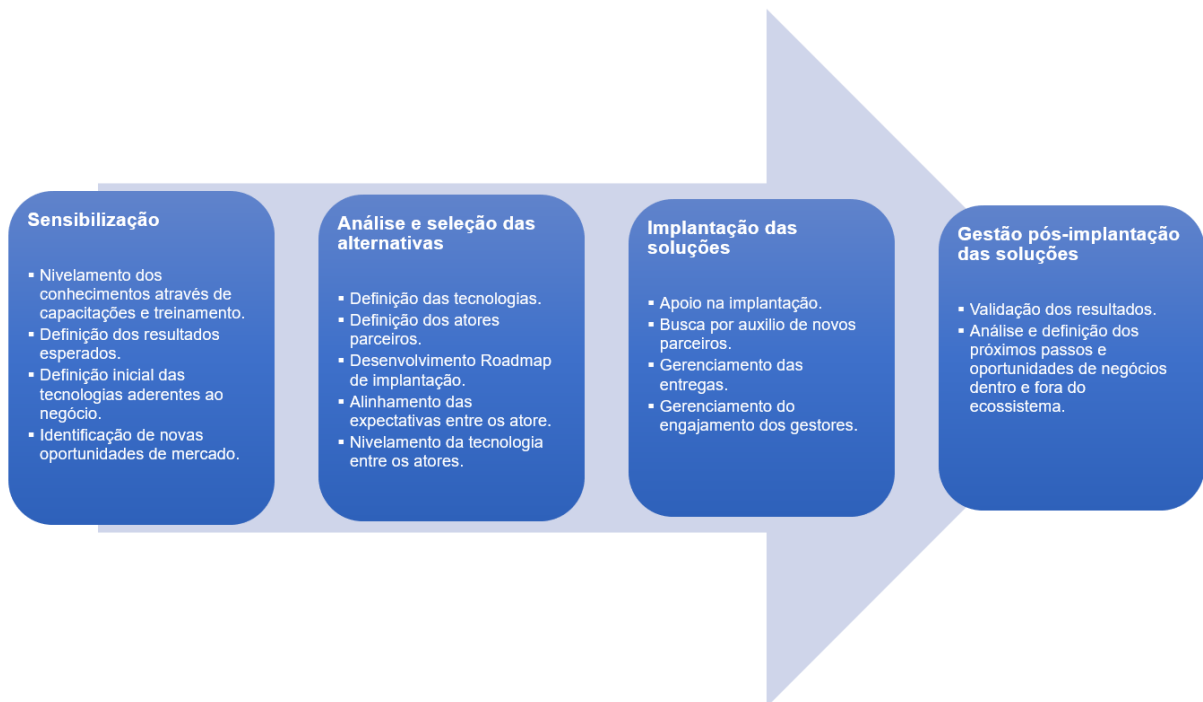 Sensibilização
▪ Nivelamento dos
conhecimentos através de
capacitações e treinamento.
▪ Definição dos resultados
esperados.
▪ Definição inicial das
tecnologias aderentes ao
negócio.
▪ Identificação de novas
oportunidades de mercado.
Análise e seleção das
alternativas
▪ Definição das tecnologias.
▪ Definição dos atores
parceiros.
▪ Desenvolvimento Roadmap
de implantação.
▪ Alinhamento das
expectativas entre os atore.
▪ Nivelamento da tecnologia
entre os atores.
Implantação das
soluções
▪ Apoio na implantação.
▪ Busca por auxilio de novos
parceiros.
▪ Gerenciamento das
entregas.
▪ Gerenciamento do
engajamento dos gestores.
Gestão pós-implantação
das soluções
▪ Validação dos resultados.
▪ Análise e definição dos
próximos passos e
oportunidades de negócios
dentro e fora do
ecossistema.